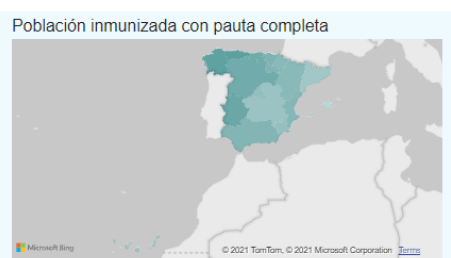 Población inmunizada con pauta completa
Microsoft Bing
© 2021 TomTom, © 2021 Microsoft Corporation Terms